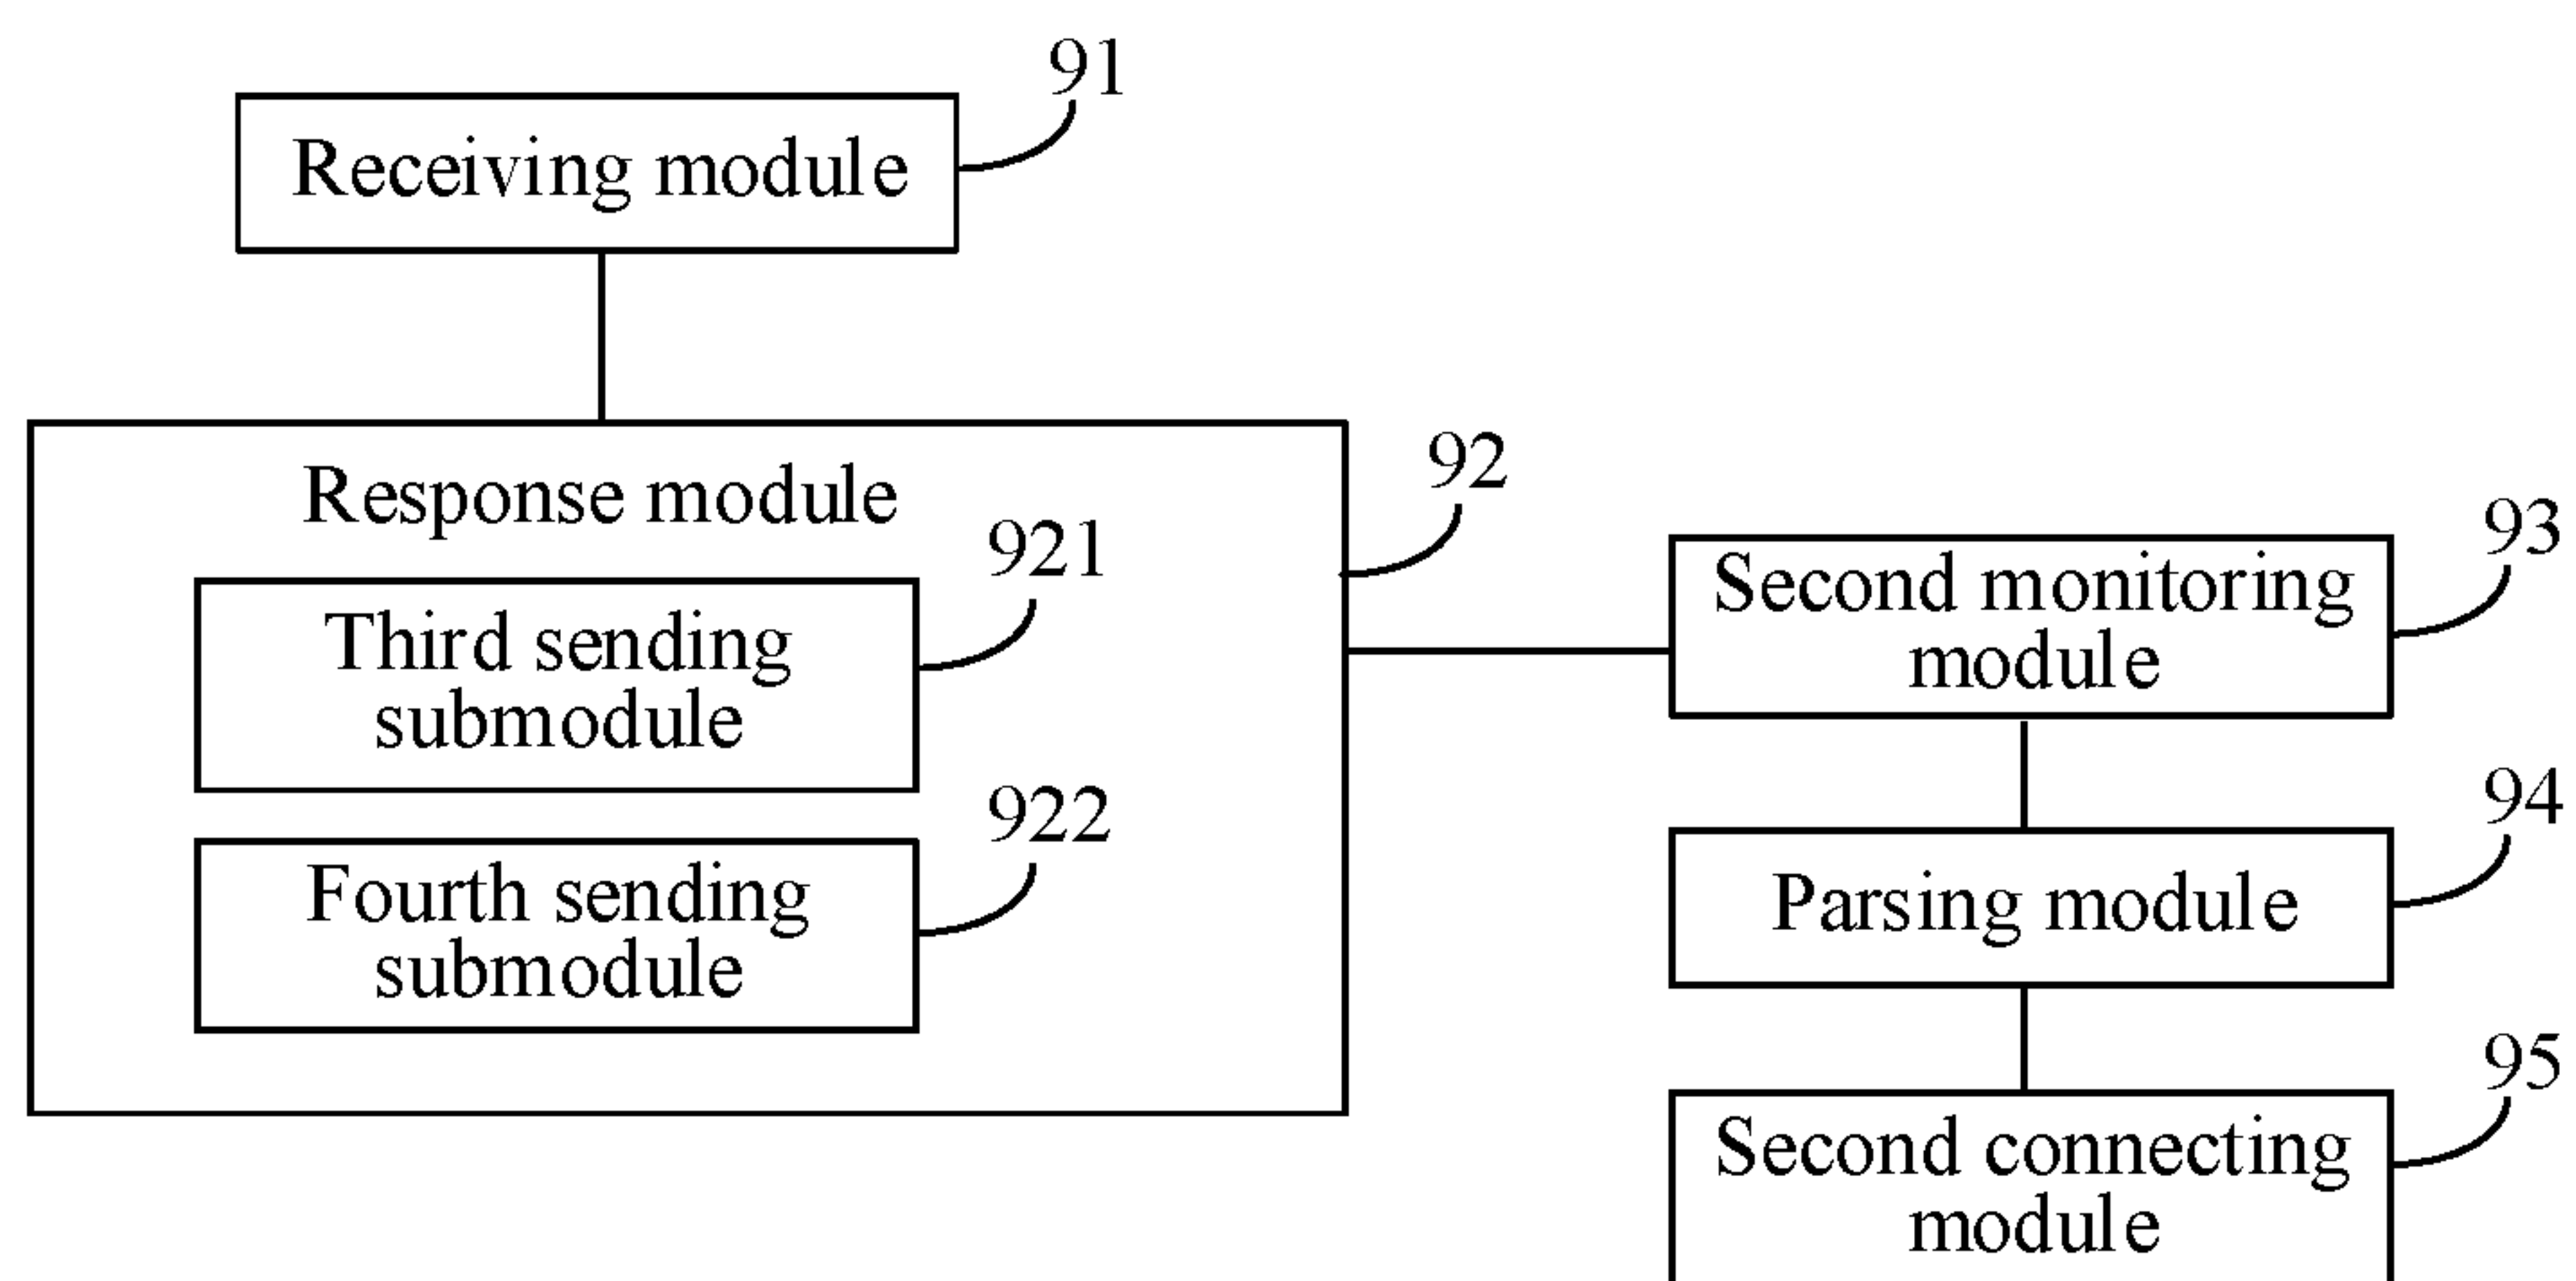 91
Receiving module
92
Response module
921
Third sending
submodule
922
Fourth sending
submodule
93
Second monitoring
module
94
Parsing module
95
Second connecting
module